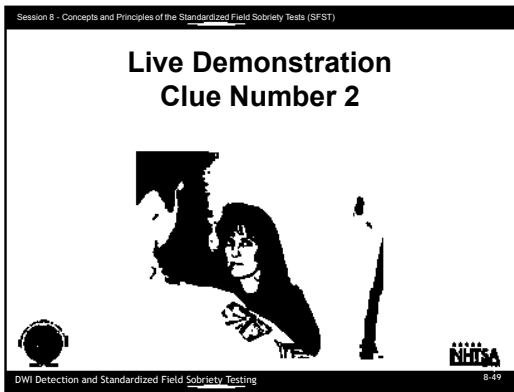 Session 8 - Concepts and Principles of the Standardized Field Sobriety Tests (SFST)
Live Demonstration
Clue Number 2
NHTSA
DWI Detection and Standardized Field Sobriety Testing
8-49